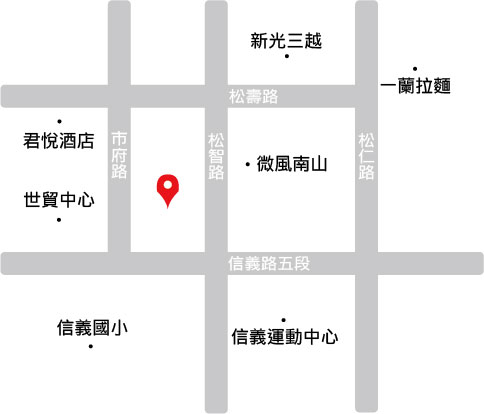 新光三越
一蘭拉麵
松壽路
君悅酒店
市府路
松智路
松仁路
微風南山
世貿中心
信義路五段
信義國小
信義運動中心